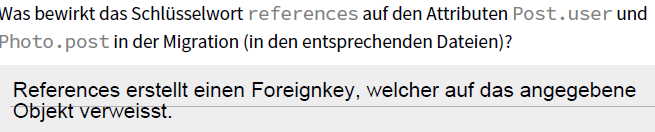 Was bewirkt das Schlüsselwort references auf den Attributen Post.user und
Photo.post in der Migration (in den entsprechenden Dateien)?
References erstellt einen Foreignkey, welcher auf das angegebene
Objekt verweisst.